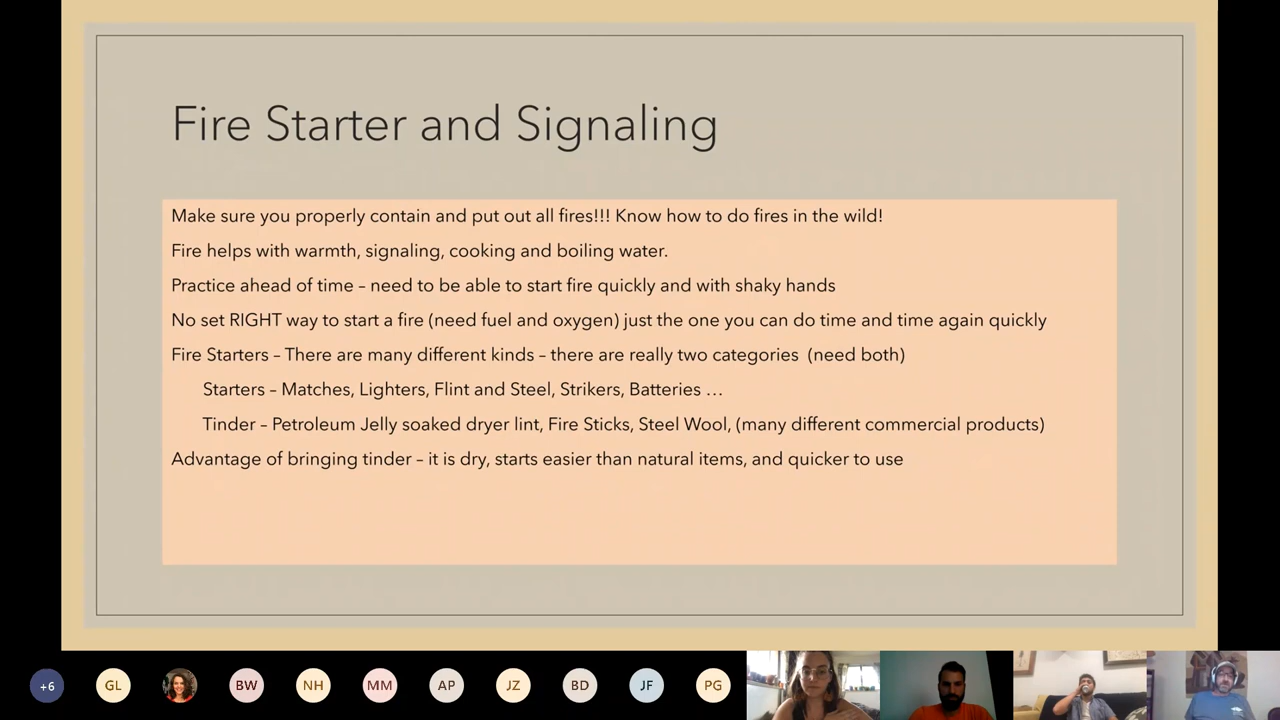 Fire Starter and Signaling
Make sure you properly contain and put out all fires!!! Know how to do fires in the wild!
Fire helps with warmth, signaling, cooking and boiling water.
Practice ahead of time – need to be able to start fire quickly and with shaky hands
No set RIGHT way to start a fire (need fuel and oxygen) just the one you can do time and time again quickly
Fire Starters – There are many different kinds – there are really two categories (need both)
Starters – Matches, Lighters, Flint and Steel, Strikers, Batteries …
Tinder – Petroleum Jelly soaked dryer lint, Fire Sticks, Steel Wool, (many different commercial products)
Advantage of bringing tinder – it is dry, starts easier than natural items, and quicker to use
+6 GL BW NH MM AP JZ BD JF PG